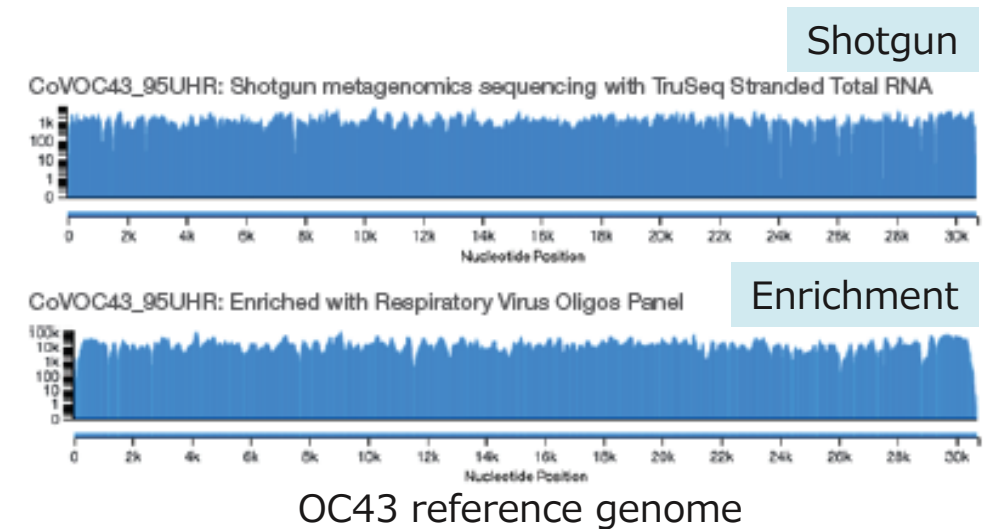 Shotgun
CoVOC43_95UHR: Shotgun metagenomics sequencing with TruSeq Stranded Total RNA
1k
100
10
1
0
0 2k 4k 6k 8k 10k 12k 14k 16k 18k 20k 22k 24k 26k 28k 30k
Nucleotide Position
Enrichment
CoVOC43_95UHR: Enriched with Respiratory Virus Oligos Panel
100k
10k
1k
100
10
1
0
0 2k 4k 6k 8k 10k 12k 14k 16k 18k 20k 22k 24k 26k 28k 30k
Nucleotide Position
OC43 reference genome